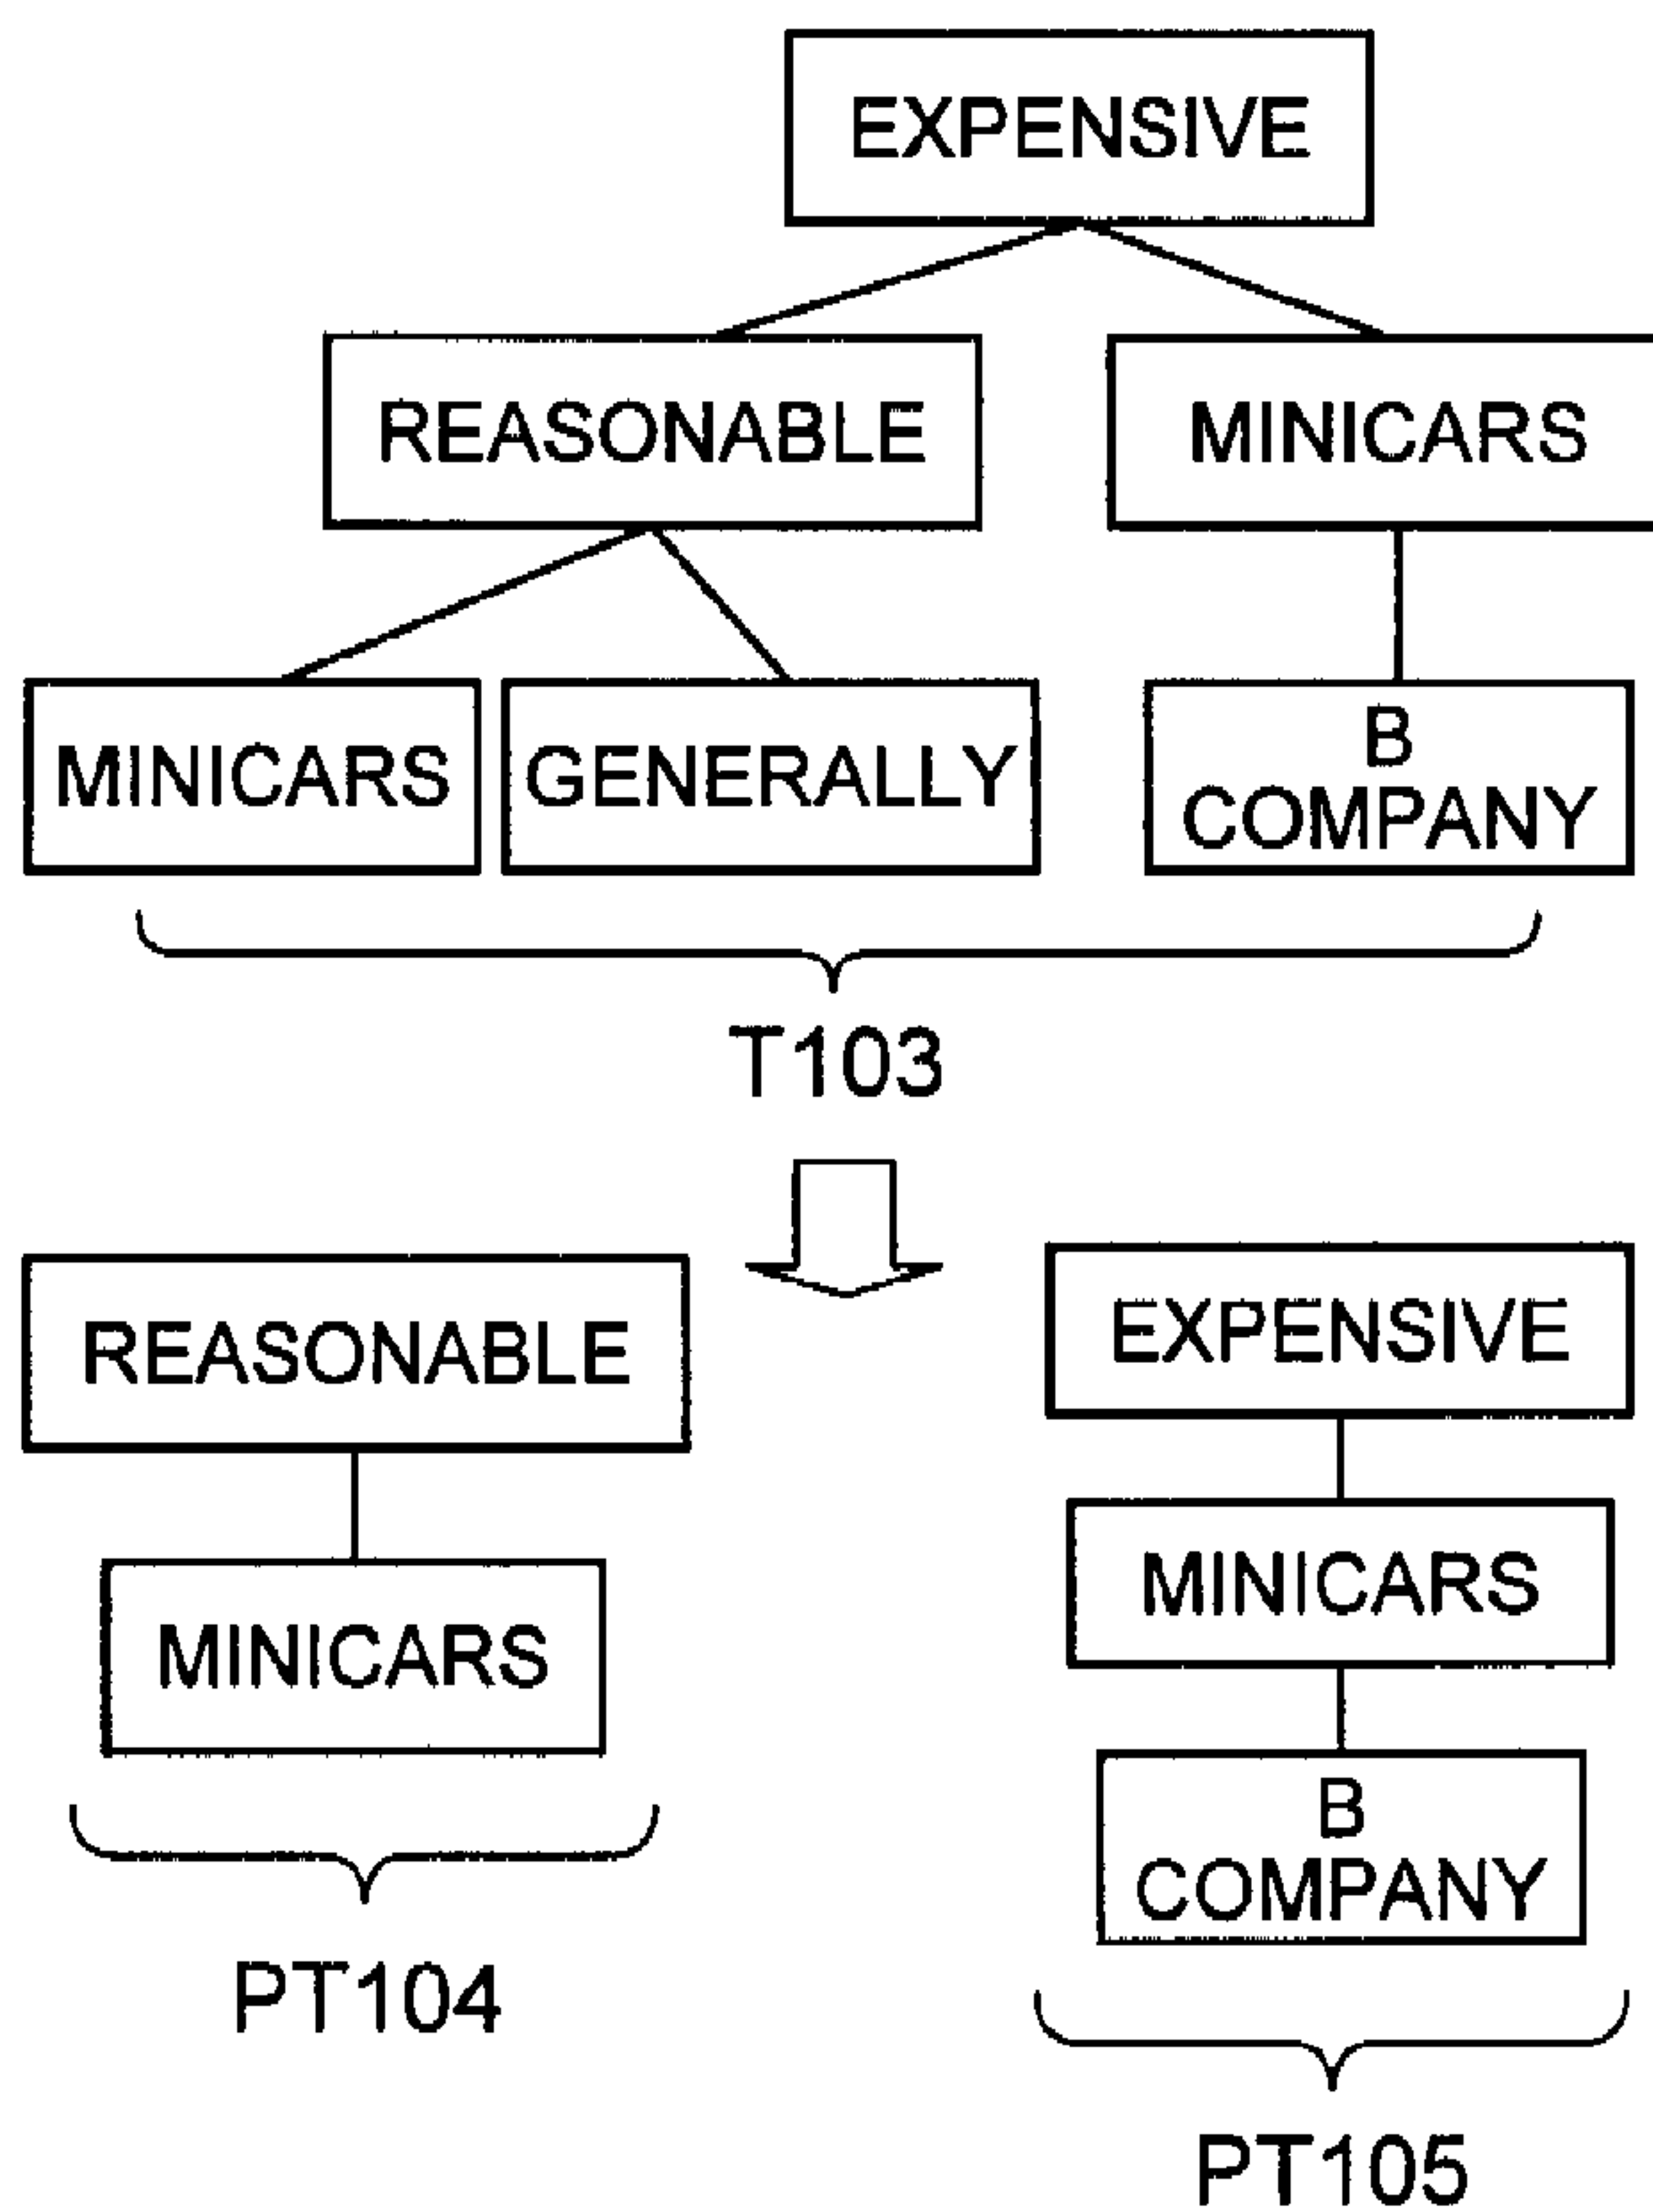 EXPENSIVE
REASONABLE
MINICARS
MINICARS
GENERALLY
B
COMPANY
T103
REASONABLE
MINICARS
PT104
EXPENSIVE
MINICARS
B
COMPANY
PT105